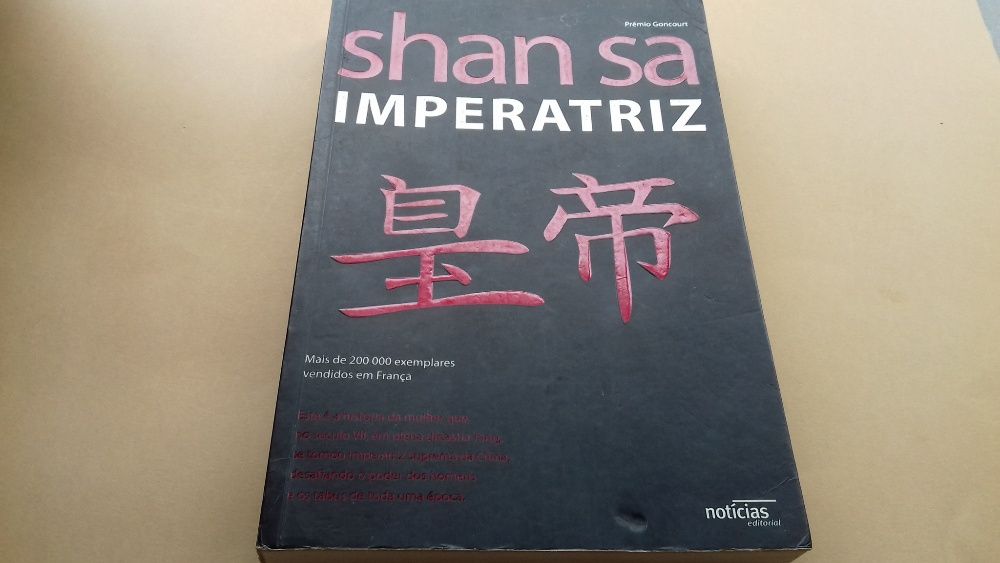 Prémio Goncourt
shan sa
IMPERATRIZ
皇帝
Mais de 200 000 exemplares
vendidos em França
Esta é a história da mulher que,
no século VII, em plena dinastia Tang,
se tornou Imperatriz Suprema da China,
desafiando o poder dos homens
e os tabus de toda uma época.
notícias
editorial